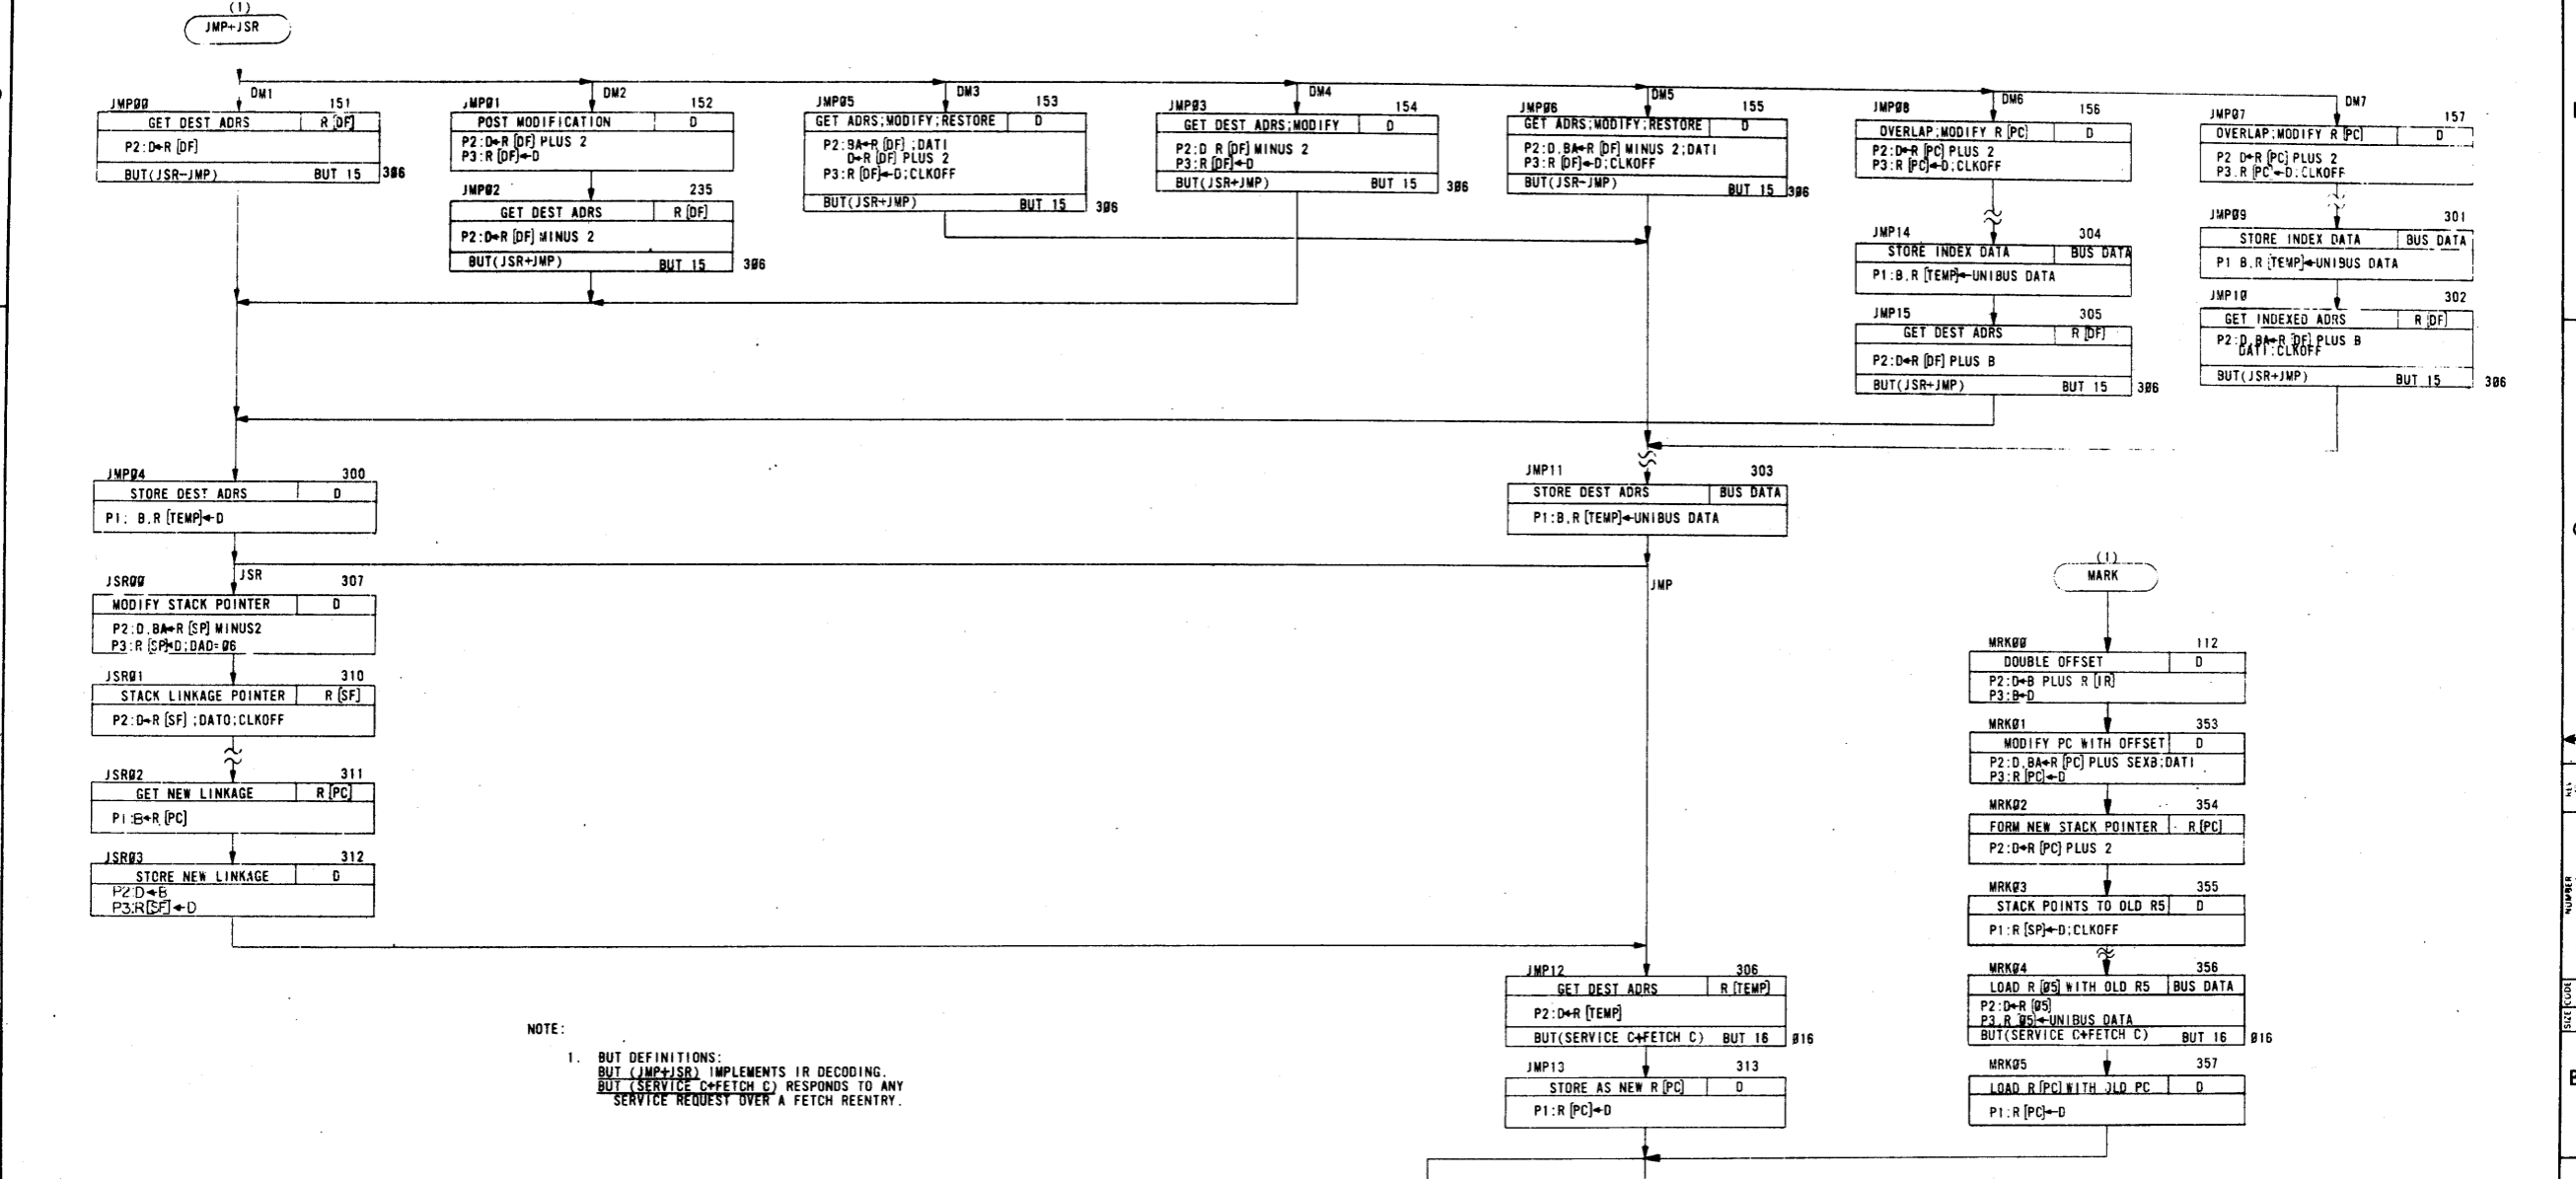 (1)
JMP+JSR
DM1
JMP00 151
GET DEST ADRS R[DF]
P2:D←R[DF]
BUT(JSR-JMP) BUT 15 306
DM2
JMP01 152
POST MODIFICATION D
P2:D←R[DF] PLUS 2
P3:R[DF]←D
JMP02 235
GET DEST ADRS R[DF]
P2:D←R[DF] MINUS 2
BUT(JSR+JMP) BUT 15 306
DM3
JMP05 153
GET ADRS;MODIFY;RESTORE D
P2:BA←R[DF];DATI
D←R[DF] PLUS 2
P3:R[DF]←D;CLKOFF
BUT(JSR+JMP) BUT 15 306
DM4
JMP03 154
GET DEST ADRS;MODIFY D
P2:D R[DF] MINUS 2
P3:R[DF]←D
BUT(JSR+JMP) BUT 15 306
DM5
JMP06 155
GET ADRS;MODIFY;RESTORE D
P2:D,BA←R[DF] MINUS 2;DATI
P3:R[DF]←D;CLKOFF
BUT(JSR-JMP) BUT 15 306
DM6
JMP08 156
OVERLAP;MODIFY R[PC] D
P2:D←R[PC] PLUS 2
P3:R[PC]←D;CLKOFF
JMP14 304
STORE INDEX DATA BUS DATA
P1:B,R[TEMP]←UNIBUS DATA
JMP15 305
GET DEST ADRS R[DF]
P2:D←R[DF] PLUS B
BUT(JSR+JMP) BUT 15 306
DM7
JMP07 157
OVERLAP;MODIFY R[PC] D
P2 D←R[PC] PLUS 2
P3.R[PC]←D:CLKOFF
JMP09 301
STORE INDEX DATA BUS DATA
P1 B,R[TEMP]←UNIBUS DATA
JMP10 302
GET INDEXED ADRS R[DF]
P2:D,BA←R[DF] PLUS B
DATI:CLKOFF
BUT(JSR+JMP) BUT 15 306
JMP04 300
STORE DEST ADRS D
P1: B,R[TEMP]←D
JMP11 303
STORE DEST ADRS BUS DATA
P1:B,R[TEMP]←UNIBUS DATA
JSR
JMP
JSR00 307
MODIFY STACK POINTER D
P2:D,BA←R[SP] MINUS2
P3:R[SP]←D;DAD=06
JSR01 310
STACK LINKAGE POINTER R[SF]
P2:D←R[SF];DATO;CLKOFF
JSR02 311
GET NEW LINKAGE R[PC]
P1:B←R[PC]
JSR03 312
STORE NEW LINKAGE D
P2:D←B
P3:R[SF]←D
JMP12 306
GET DEST ADRS R[TEMP]
P2:D←R[TEMP]
BUT(SERVICE C+FETCH C) BUT 16 016
JMP13 313
STORE AS NEW R[PC] D
P1:R[PC]←D
(1)
MARK
MRK00 112
DOUBLE OFFSET D
P2:D←B PLUS R[IR]
P3:B←D
MRK01 353
MODIFY PC WITH OFFSET D
P2:D,BA←R[PC] PLUS SEXB;DATI
P3:R[PC]←D
MRK02 354
FORM NEW STACK POINTER R[PC]
P2:D←R[PC] PLUS 2
MRK03 355
STACK POINTS TO OLD R5 D
P1:R[SP]←D;CLKOFF
MRK04 356
LOAD R[05] WITH OLD R5 BUS DATA
P2:D←R[05]
P3.R[05]←UNIBUS DATA
BUT(SERVICE C+FETCH C) BUT 16 016
MRK05 357
LOAD R[PC] WITH OLD PC D
P1:R[PC]←D
NOTE:
1. BUT DEFINITIONS:
BUT (JMP+JSR) IMPLEMENTS IR DECODING.
BUT (SERVICE C+FETCH C) RESPONDS TO ANY
SERVICE REQUEST OVER A FETCH REENTRY.
NUMBER
SIZE CODE